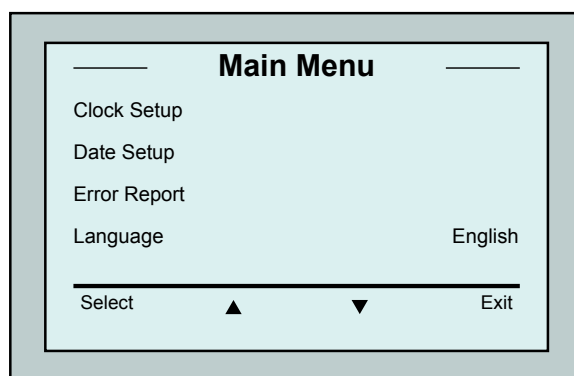 Main Menu
Clock Setup
Date Setup
Error Report
Language English
Select ▲ ▼ Exit